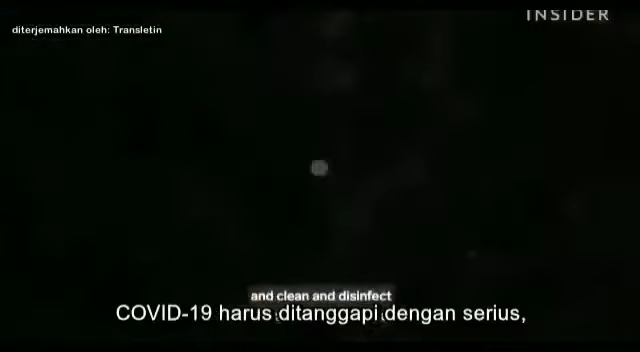 INSIDER
diterjemahkan oleh: Transletin
and clean and disinfect
COVID-19 harus ditanggapi dengan serius,